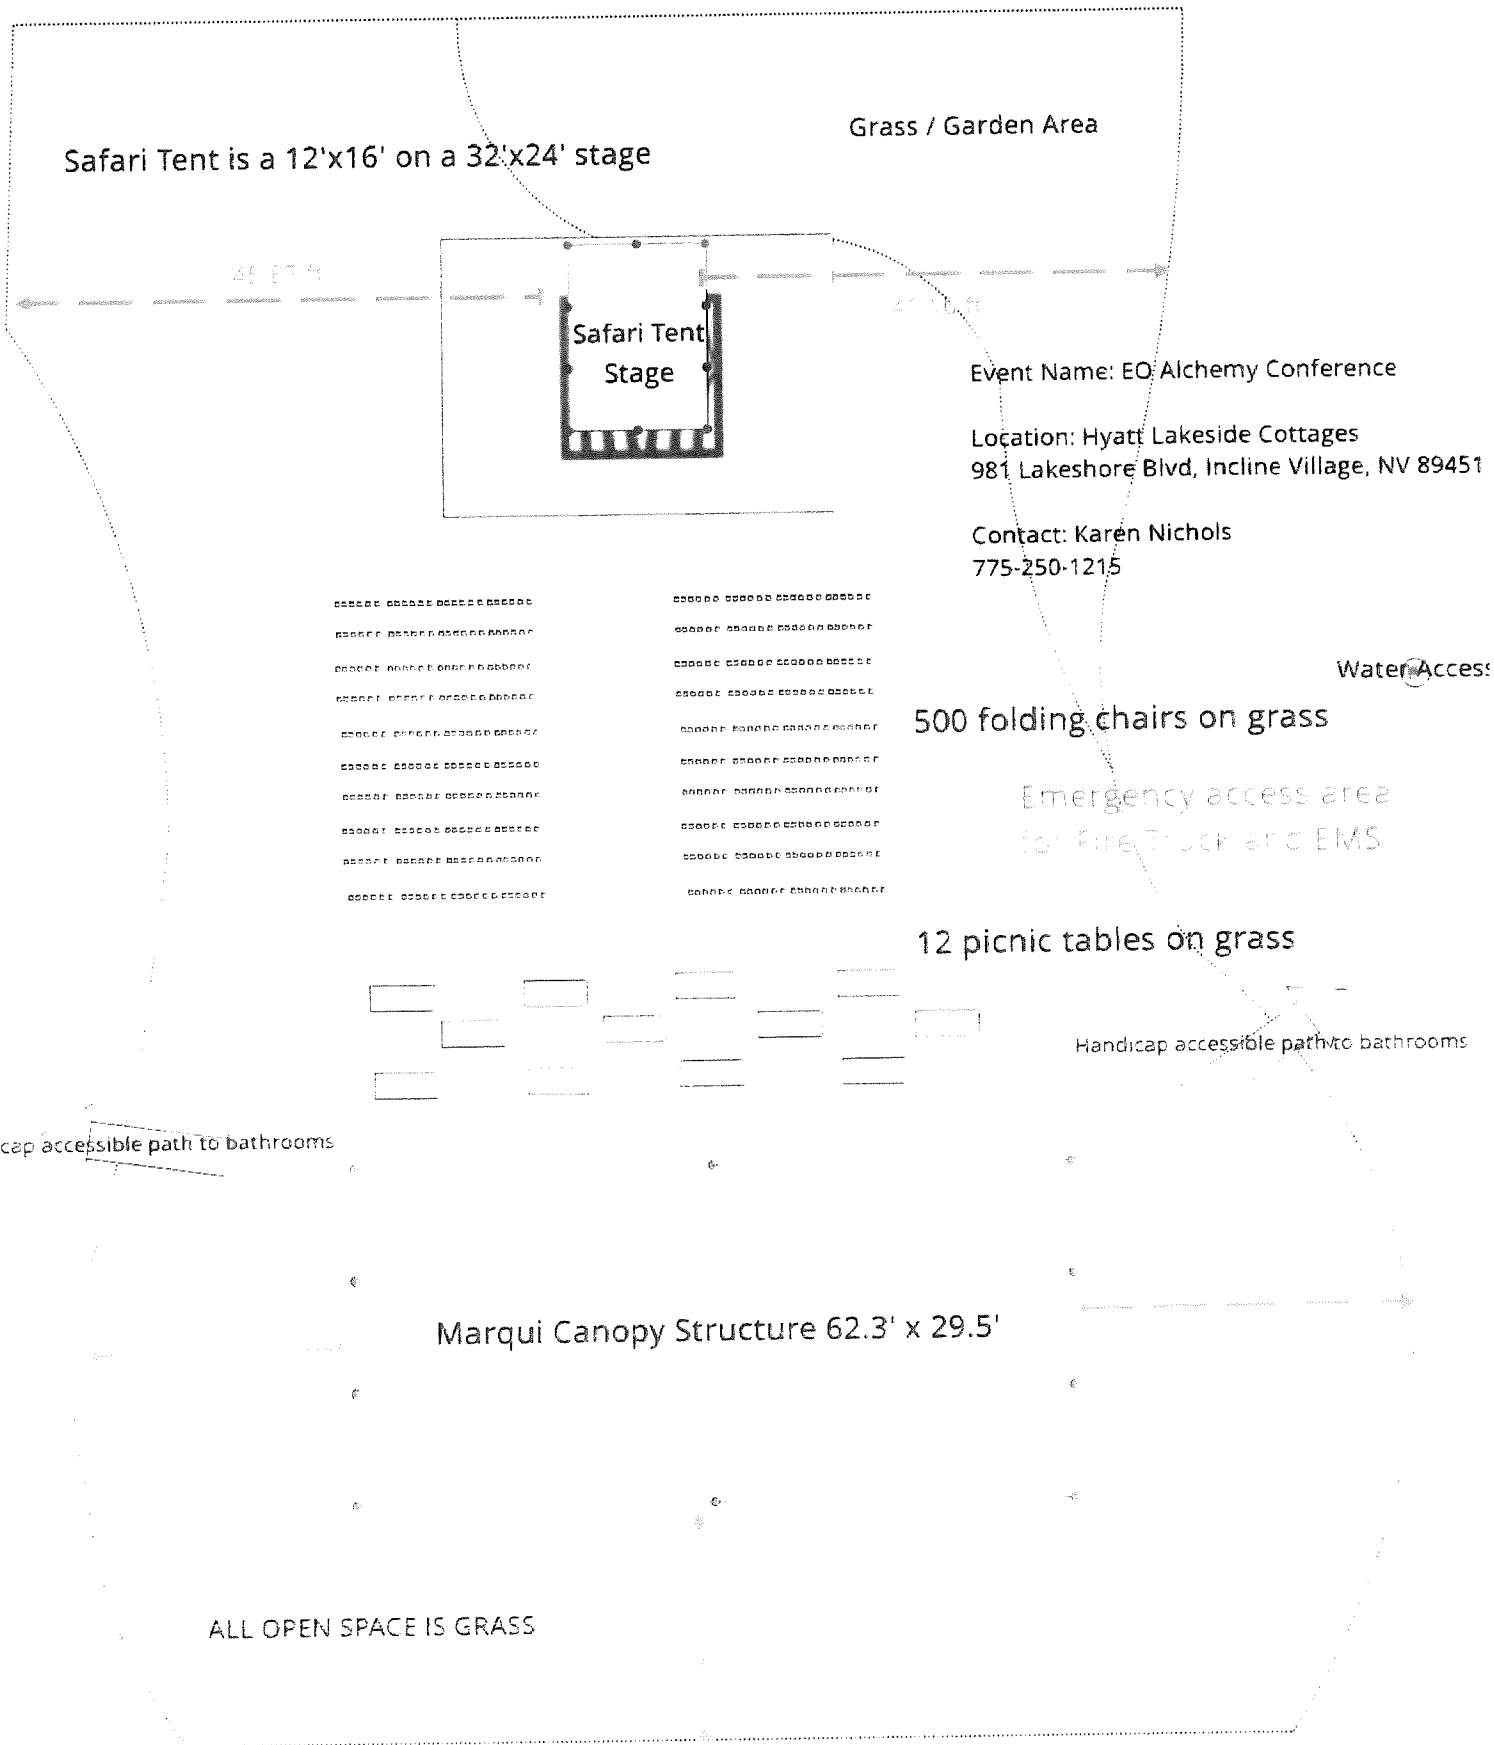 Grass / Garden Area
Safari Tent is a 12'x16' on a 32'x24' stage
Safari Tent
Stage
Event Name: EO Alchemy Conference
Location: Hyatt Lakeside Cottages
981 Lakeshore Blvd, Incline Village, NV 89451
Contact: Karen Nichols
775-250-1215
Water Access
500 folding chairs on grass
Emergency access area
for Fire Truck and EMS
12 picnic tables on grass
Handicap accessible path to bathrooms
cap accessible path to bathrooms
Marqui Canopy Structure 62.3' x 29.5'
ALL OPEN SPACE IS GRASS